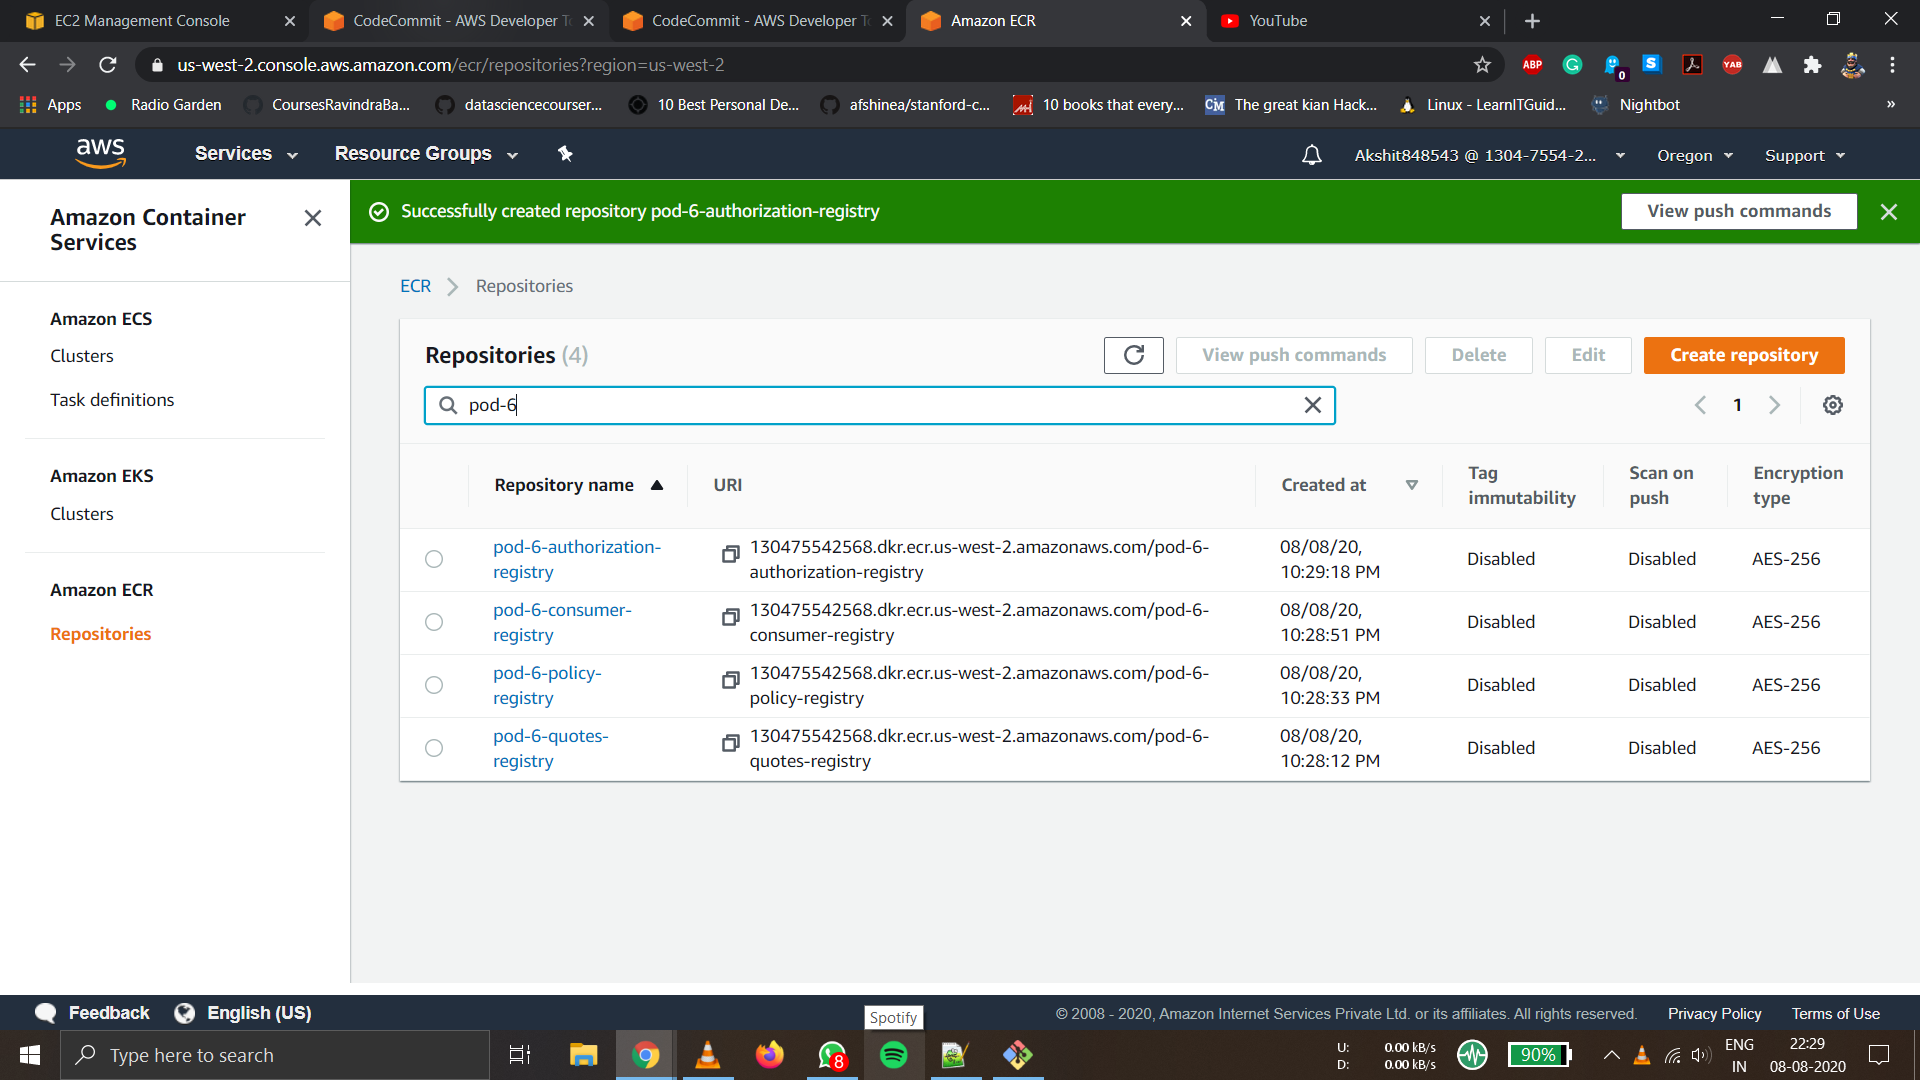 EC2 Management Console
CodeCommit - AWS Developer To
CodeCommit - AWS Developer To
Amazon ECR
YouTube
us-west-2.console.aws.amazon.com/ecr/repositories?region=us-west-2
ABP
0
S
YAB
Apps
Radio Garden
CoursesRavindraBa...
datasciencecourser...
10 Best Personal De...
afshinea/stanford-c...
10 books that every...
CM
The great kian Hack...
Linux - LearnITGuid...
Nightbot
»
aws
Services
Resource Groups
Akshit848543 @ 1304-7554-2...
Oregon
Support
Amazon Container
Services
Successfully created repository pod-6-authorization-registry
View push commands
ECR
Repositories
Amazon ECS
Clusters
Task definitions
Amazon EKS
Clusters
Amazon ECR
Repositories
Repositories (4)
View push commands
Delete
Edit
Create repository
pod-6
1
Repository name
URI
Created at
Tag
immutability
Scan on
push
Encryption
type
pod-6-authorization-
registry
130475542568.dkr.ecr.us-west-2.amazonaws.com/pod-6-
authorization-registry
08/08/20,
10:29:18 PM
Disabled
Disabled
AES-256
pod-6-consumer-
registry
130475542568.dkr.ecr.us-west-2.amazonaws.com/pod-6-
consumer-registry
08/08/20,
10:28:51 PM
Disabled
Disabled
AES-256
pod-6-policy-
registry
130475542568.dkr.ecr.us-west-2.amazonaws.com/pod-6-
policy-registry
08/08/20,
10:28:33 PM
Disabled
Disabled
AES-256
pod-6-quotes-
registry
130475542568.dkr.ecr.us-west-2.amazonaws.com/pod-6-
quotes-registry
08/08/20,
10:28:12 PM
Disabled
Disabled
AES-256
Feedback
English (US)
Spotify
© 2008 - 2020, Amazon Internet Services Private Ltd. or its affiliates. All rights reserved.
Privacy Policy
Terms of Use
Type here to search
8
U: 0.00 kB/s
D: 0.00 kB/s
90%
ENG
IN
22:29
08-08-2020